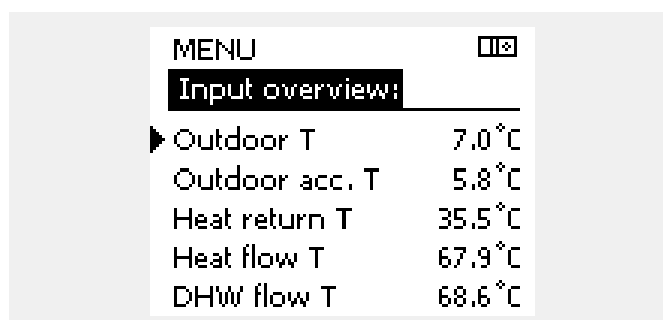 MENU
Input overview:
Outdoor T 7.0°C
Outdoor acc. T 5.8°C
Heat return T 35.5°C
Heat flow T 67.9°C
DHW flow T 68.6°C